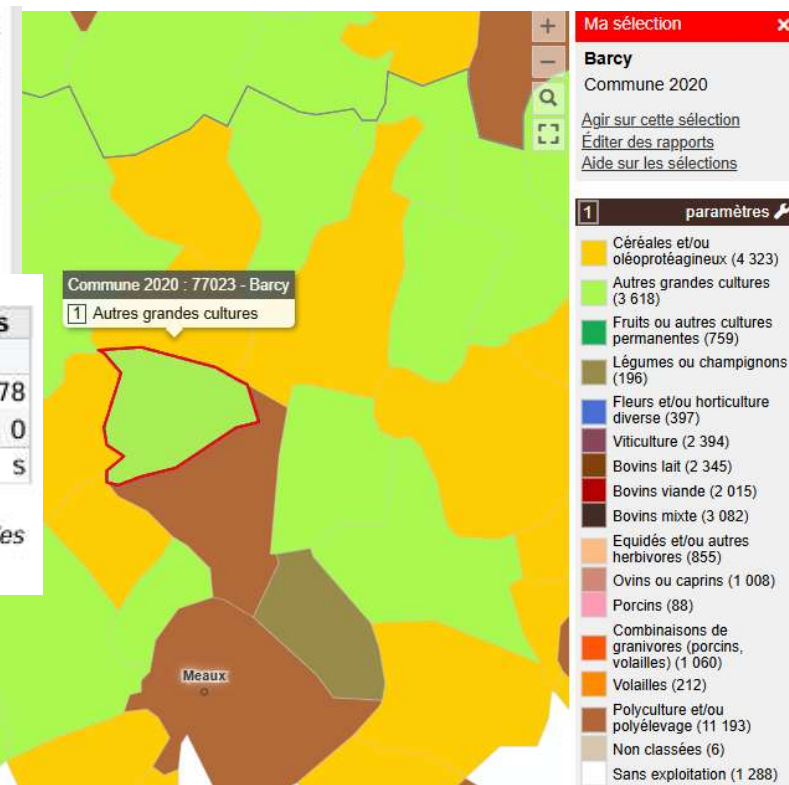 s
78
0
s
es
Commune 2020 : 77023 - Barcy
1 Autres grandes cultures
Meaux
+
−
Ma sélection ×
Barcy
Commune 2020
Agir sur cette sélection
Éditer des rapports
Aide sur les sélections
1 paramètres
Céréales et/ou
oléoprotéagineux (4 323)
Autres grandes cultures
(3 618)
Fruits ou autres cultures
permanentes (759)
Légumes ou champignons
(196)
Fleurs et/ou horticulture
diverse (397)
Viticulture (2 394)
Bovins lait (2 345)
Bovins viande (2 015)
Bovins mixte (3 082)
Equidés et/ou autres
herbivores (855)
Ovins ou caprins (1 008)
Porcins (88)
Combinaisons de
granivores (porcins,
volailles) (1 060)
Volailles (212)
Polyculture et/ou
polyélevage (11 193)
Non classées (6)
Sans exploitation (1 288)